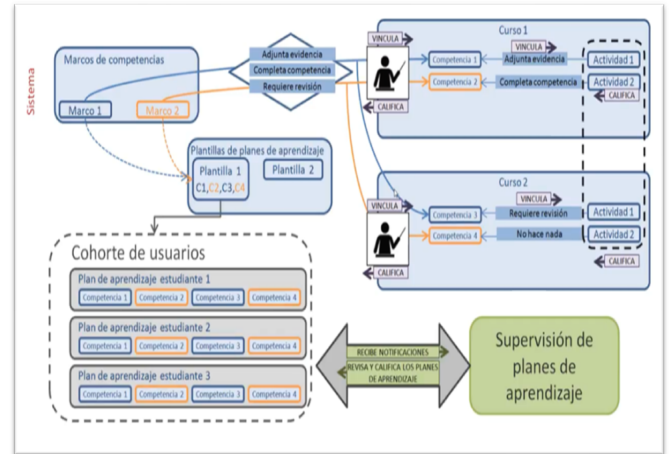 Sistema
Marcos de competencias
Marco 1
Marco 2
Adjunta evidencia
Completa competencia
Requiere revisión
Plantillas de planes de aprendizaje
Plantilla 1
C1,C2,C3,C4
Plantilla 2
Curso 1
VINCULA
CALIFICA
Competencia 1
Competencia 2
VINCULA
Adjunta evidencia
Completa competencia
Actividad 1
Actividad 2
CALIFICA
Curso 2
VINCULA
CALIFICA
Competencia 3
Competencia 4
VINCULA
Requiere revisión
No hace nada
Actividad 1
Actividad 2
CALIFICA
Cohorte de usuarios
Plan de aprendizaje estudiante 1
Competencia 1 Competencia 2 Competencia 3 Competencia 4
Plan de aprendizaje estudiante 2
Competencia 1 Competencia 2 Competencia 3 Competencia 4
Plan de aprendizaje estudiante 3
Competencia 1 Competencia 2 Competencia 3 Competencia 4
RECIBE NOTIFICACIONES
REVISA Y CALIFICA LOS PLANES
DE APRENDIZAJE
Supervisión de
planes de
aprendizaje